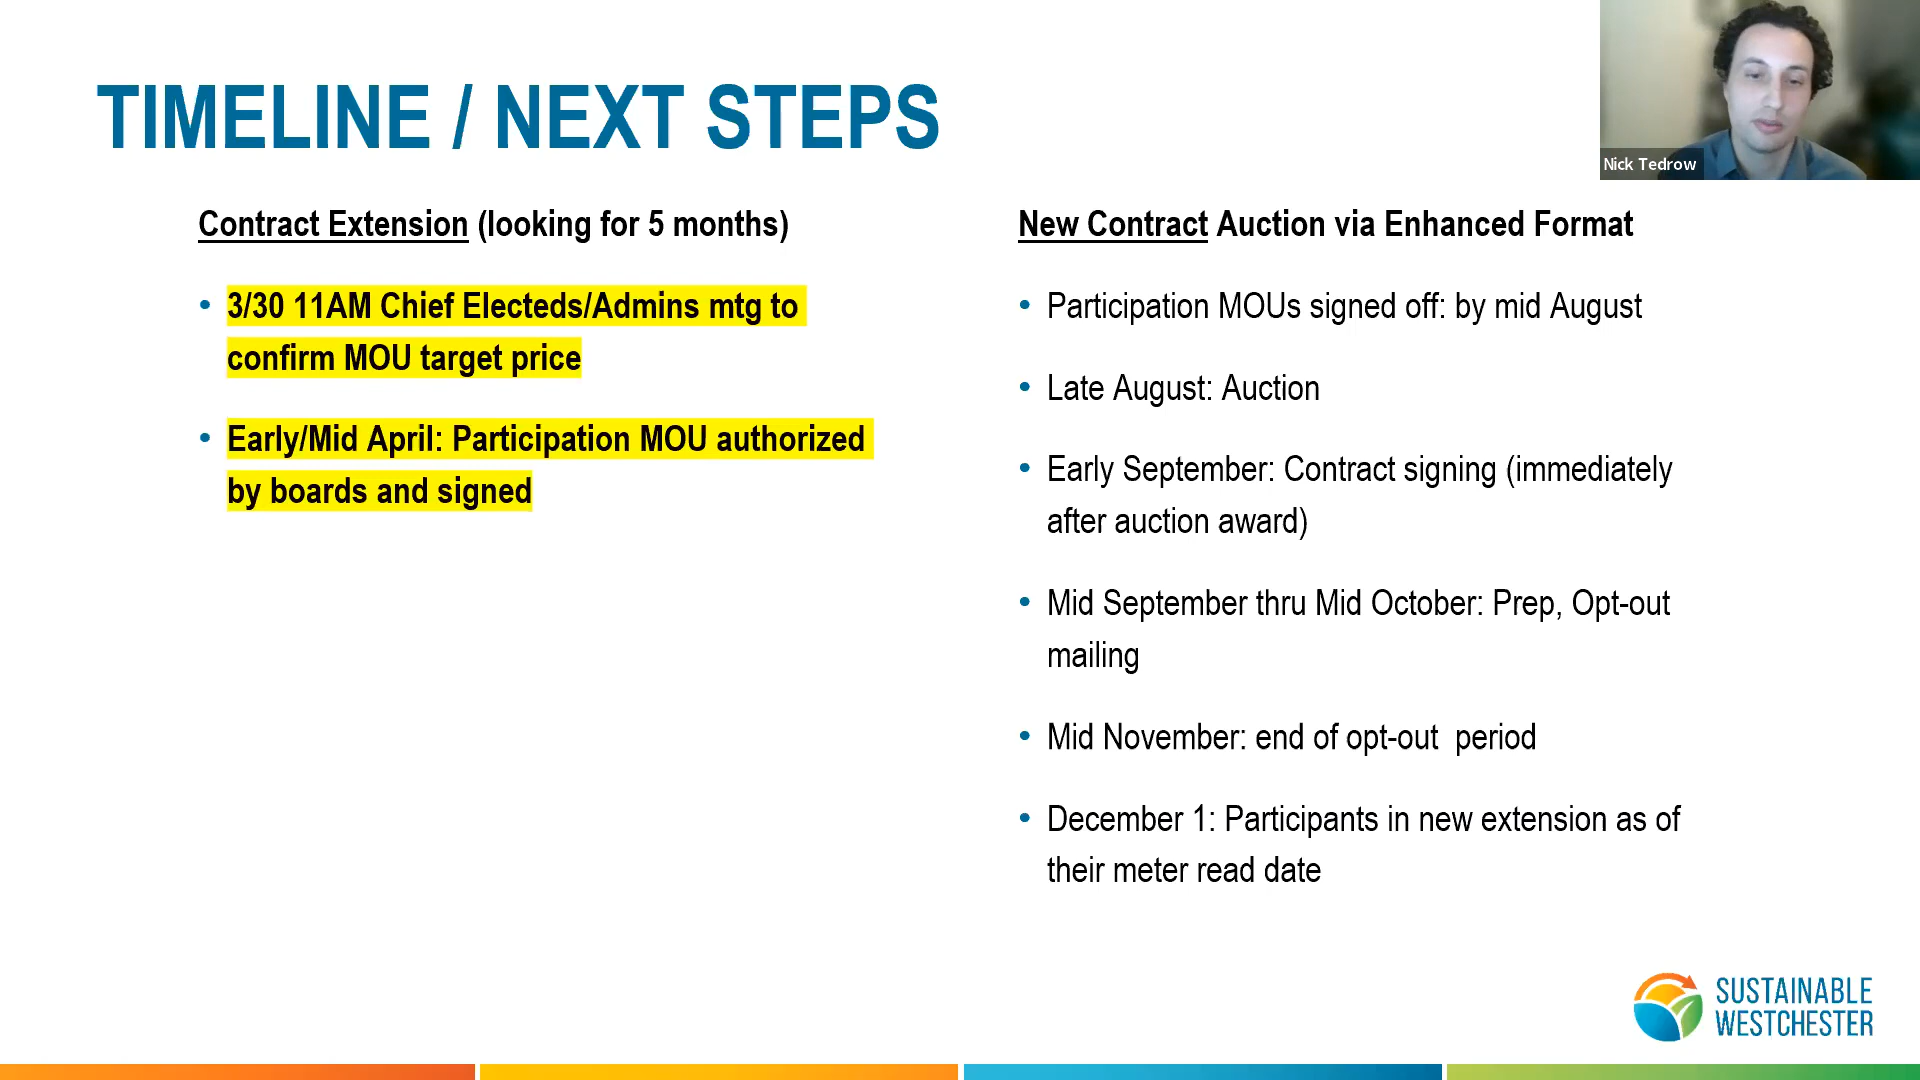 TIMELINE / NEXT STEPS
Nick Tedrow
Contract Extension (looking for 5 months)
• 3/30 11AM Chief Electeds/Admins mtg to
confirm MOU target price
• Early/Mid April: Participation MOU authorized
by boards and signed
New Contract Auction via Enhanced Format
• Participation MOUs signed off: by mid August
• Late August: Auction
• Early September: Contract signing (immediately
after auction award)
• Mid September thru Mid October: Prep, Opt-out
mailing
• Mid November: end of opt-out  period
• December 1: Participants in new extension as of
their meter read date
SUSTAINABLE
WESTCHESTER